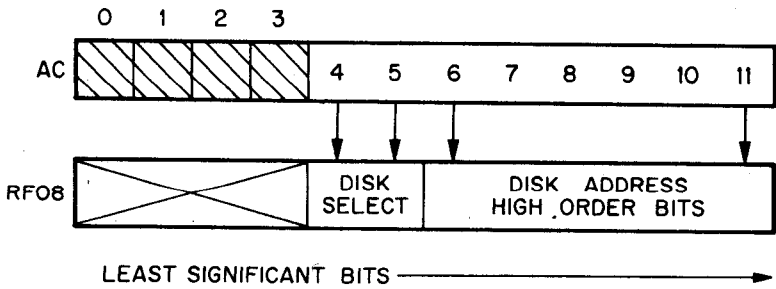 0 1 2 3
AC 4 5 6 7 8 9 10 11
RF08 DISK DISK ADDRESS
SELECT HIGH ORDER BITS
LEAST SIGNIFICANT BITS